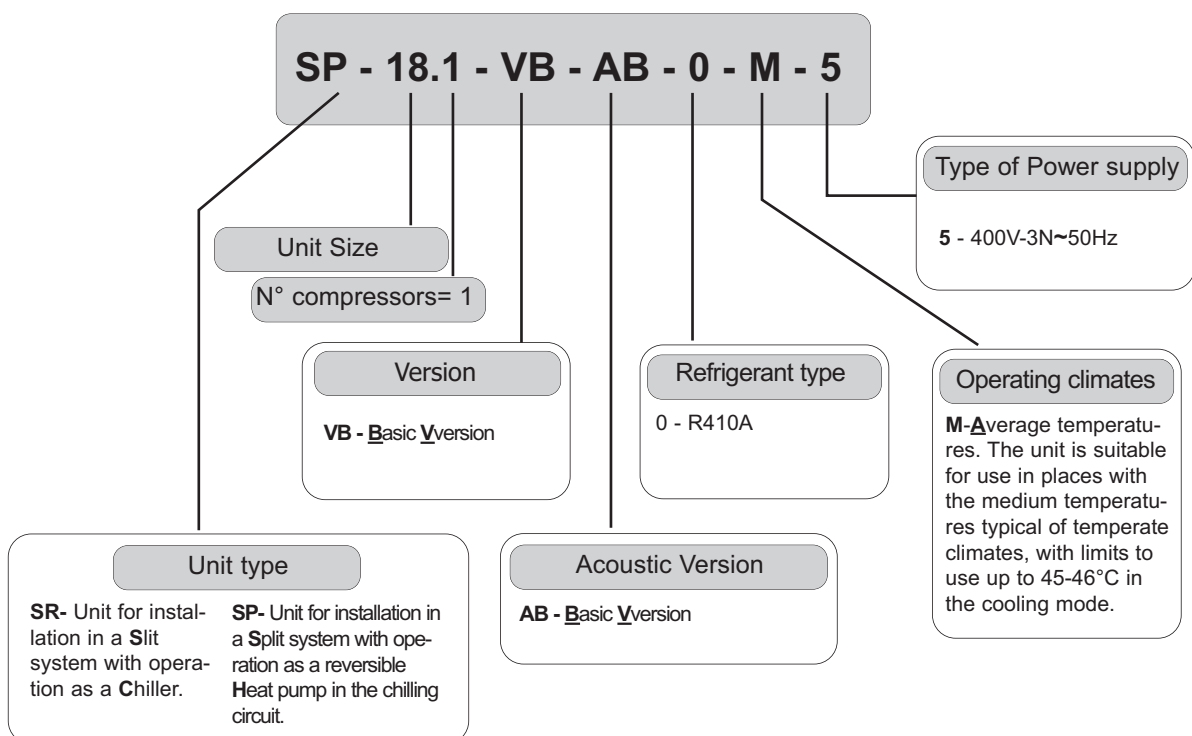 SP - 18.1 - VB - AB - 0 - M - 5
Type of Power supply
5 - 400V-3N~50Hz
Unit Size
N° compressors= 1
Version
VB - Basic Vversion
Refrigerant type
0 - R410A
Operating climates
M-Average temperatu-
res. The unit is suitable
for use in places with
the medium temperatu-
res typical of temperate
climates, with limits to
use up to 45-46°C in
the cooling mode.
Unit type
SR- Unit for instal-
lation in a Slit
system with opera-
tion as a Chiller.
SP- Unit for installation in
a Split system with ope-
ration as a reversible
Heat pump in the chilling
circuit.
Acoustic Version
AB - Basic Vversion